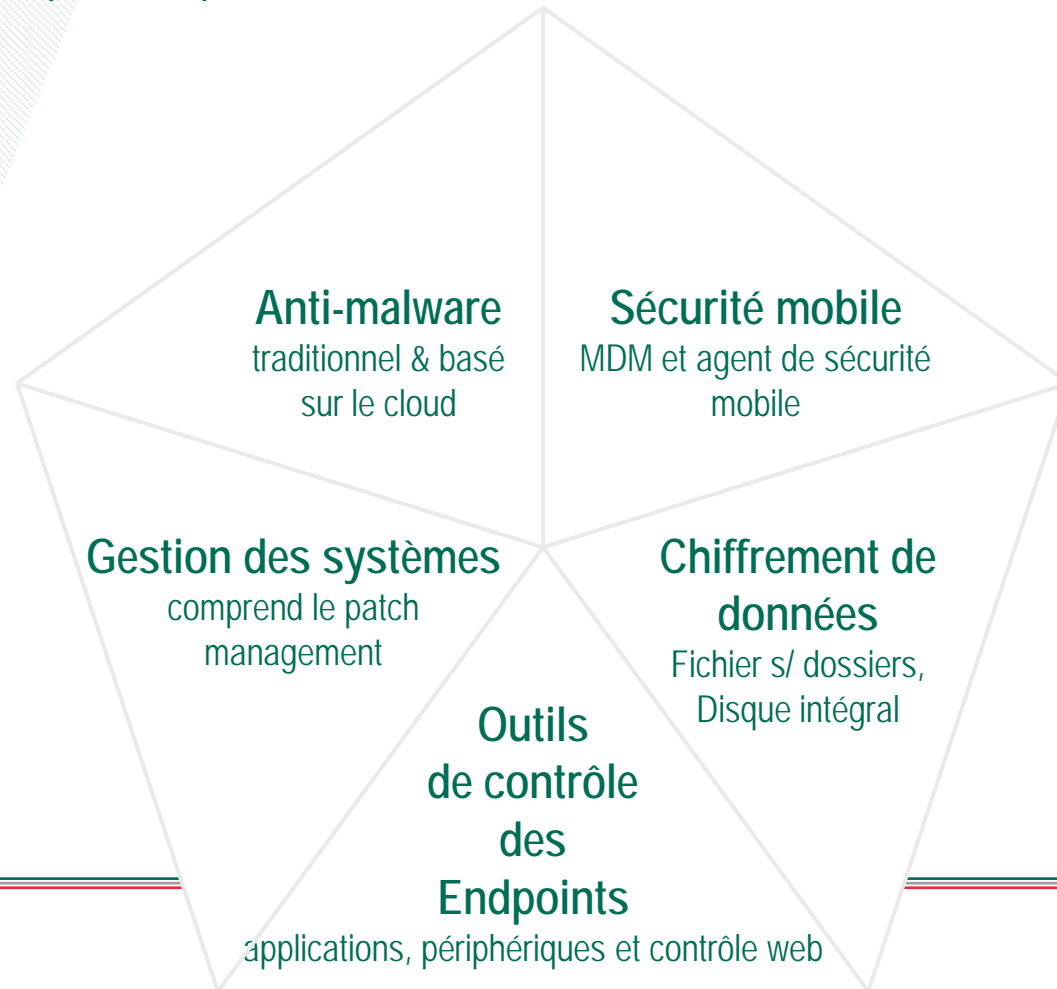 Anti-malware
traditionnel & basé
sur le cloud
Sécurité mobile
MDM et agent de sécurité
mobile
Gestion des systèmes
comprend le patch
management
Chiffrement de
données
Fichier s/ dossiers,
Disque intégral
Outils
de contrôle
des
Endpoints
applications, périphériques et contrôle web